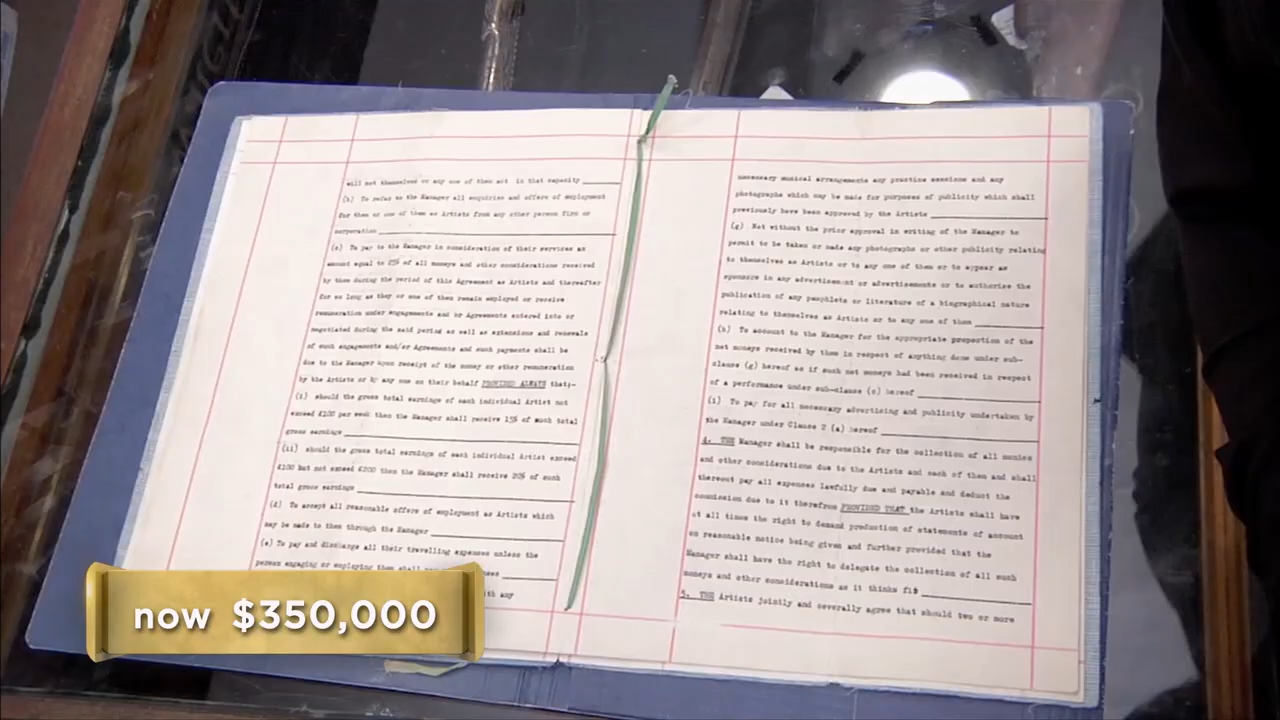 will not themselves or any one of them act in that capacity
(b) To refer to the Manager all enquiries and offers of employment
for them or one of them as Artists from any other person firm or
corporation
(c) To pay to the Manager in consideration of their services an
amount equal to 25% of all moneys and other considerations received
by them during the period of this Agreement as Artists and thereafter
for so long as they or one of them remain employed or receive
remuneration under engagements and/or Agreements entered into or
negotiated during the said period as well as extensions and renewals
of such engagements and/or Agreements and such payments shall be
due to the Manager upon receipt of the money or other remuneration
by the Artists or by any one on their behalf PROVIDED ALWAYS that:-
(i) should the gross total earnings of each individual Artist not
exceed £100 per week then the Manager shall receive 15% of such total
gross earnings
(ii) should the gross total earnings of each individual Artist exceed
£100 but not exceed £200 then the Manager shall receive 20% of such
total gross earnings
(d) To accept all reasonable offers of employment as Artists which
may be made to them through the Manager
(e) To pay and discharge all their travelling expenses unless the
person engaging or employing them shall
with any
necessary musical arrangements any practice sessions and any
photographs which may be made for purposes of publicity which shall
previously have been approved by the Artists
(g) Not without the prior approval in writing of the Manager to
permit to be taken or made any photographs or other publicity relating
to themselves as Artists or to any one of them or to appear as
sponsors in any advertisement or advertisements or to authorise the
publication of any pamphlets or literature of a biographical nature
relating to themselves as Artists or to any one of them
(h) To account to the Manager for the appropriate proportion of the
net moneys received by them in respect of anything done under sub-
clause (g) hereof as if such net moneys had been received in respect
of a performance under sub-clause (c) hereof
(i) To pay for all necessary advertising and publicity undertaken by
the Manager under Clause 2 (a) hereof
4. THE Manager shall be responsible for the collection of all monies
and other considerations due to the Artists and each of them and shall
thereout pay all expenses lawfully due and payable and deduct the
commission due to it therefrom PROVIDED THAT the Artists shall have
at all times the right to demand production of statements of account
on reasonable notice being given and further provided that the
Manager shall have the right to delegate the collection of all such
moneys and other considerations as it thinks fit
5. THE Artists jointly and severally agree that should two or more
now $350,000